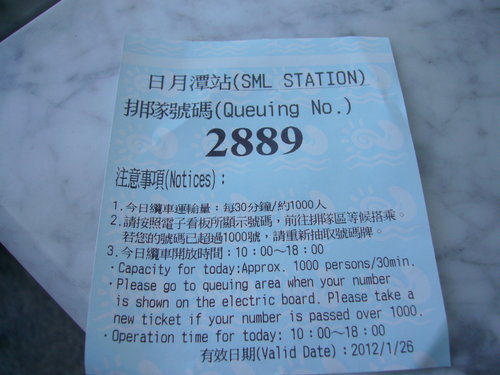 日月潭站(SML STATION)
排隊號碼(Queuing No.)
2889
注意事項(Notices)：
1.今日纜車運輸量：每30分鐘/約1000人
2.請按照電子看板所顯示號碼，前往排隊區等候搭乘。
若您的號碼已超過1000號，請重新抽取號碼牌。
3.今日纜車開放時間：10：00～18：00
·Capacity for today:Approx. 1000 persons/30min.
·Please go to queuing area when your number
is shown on the electric board. Please take a
new ticket if your number is passed over 1000.
·Operation time for today: 10：00～18：00
有效日期(Valid Date)：2012/1/26